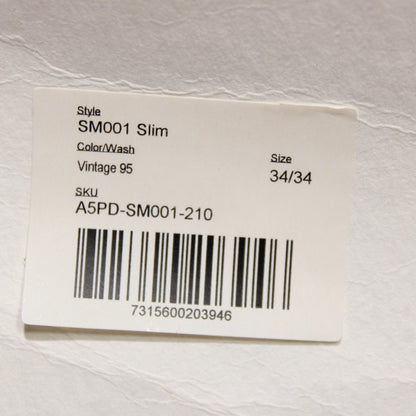 Style
SM001 Slim
Color/Wash
Vintage 95
Size
34/34
SKU
A5PD-SM001-210
7315600203946